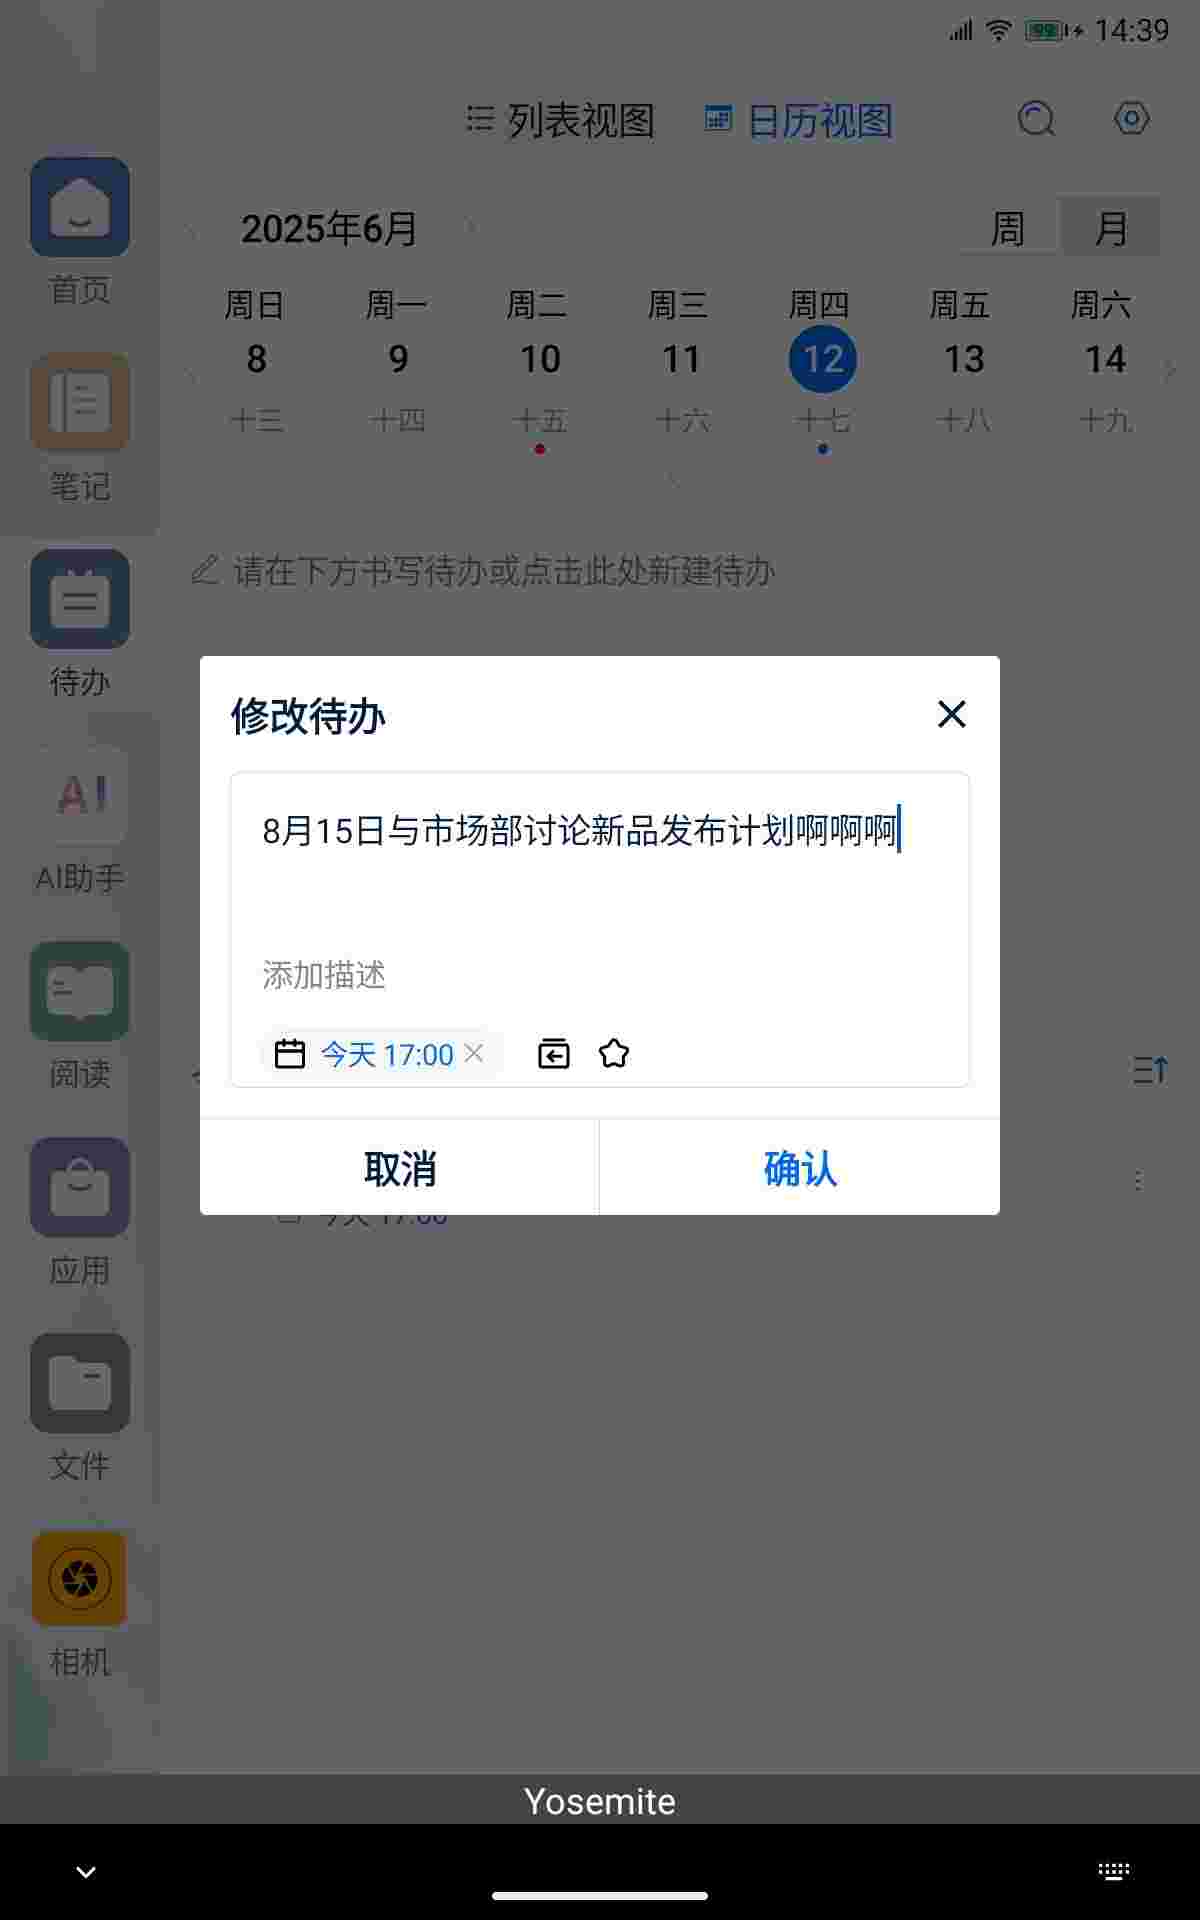 99 14:39
列表视图 日历视图
2025年6月 周 月
周日 周一 周二 周三 周四 周五 周六
8 9 10 11 12 13 14
十三 十四 十五 十六 十七 十八 十九
请在下方书写待办或点击此处新建待办
首页
笔记
待办
AI
AI助手
阅读
应用
文件
相机
修改待办
8月15日与市场部讨论新品发布计划啊啊啊
添加描述
今天 17:00
取消 确认
今天 17:00
Yosemite